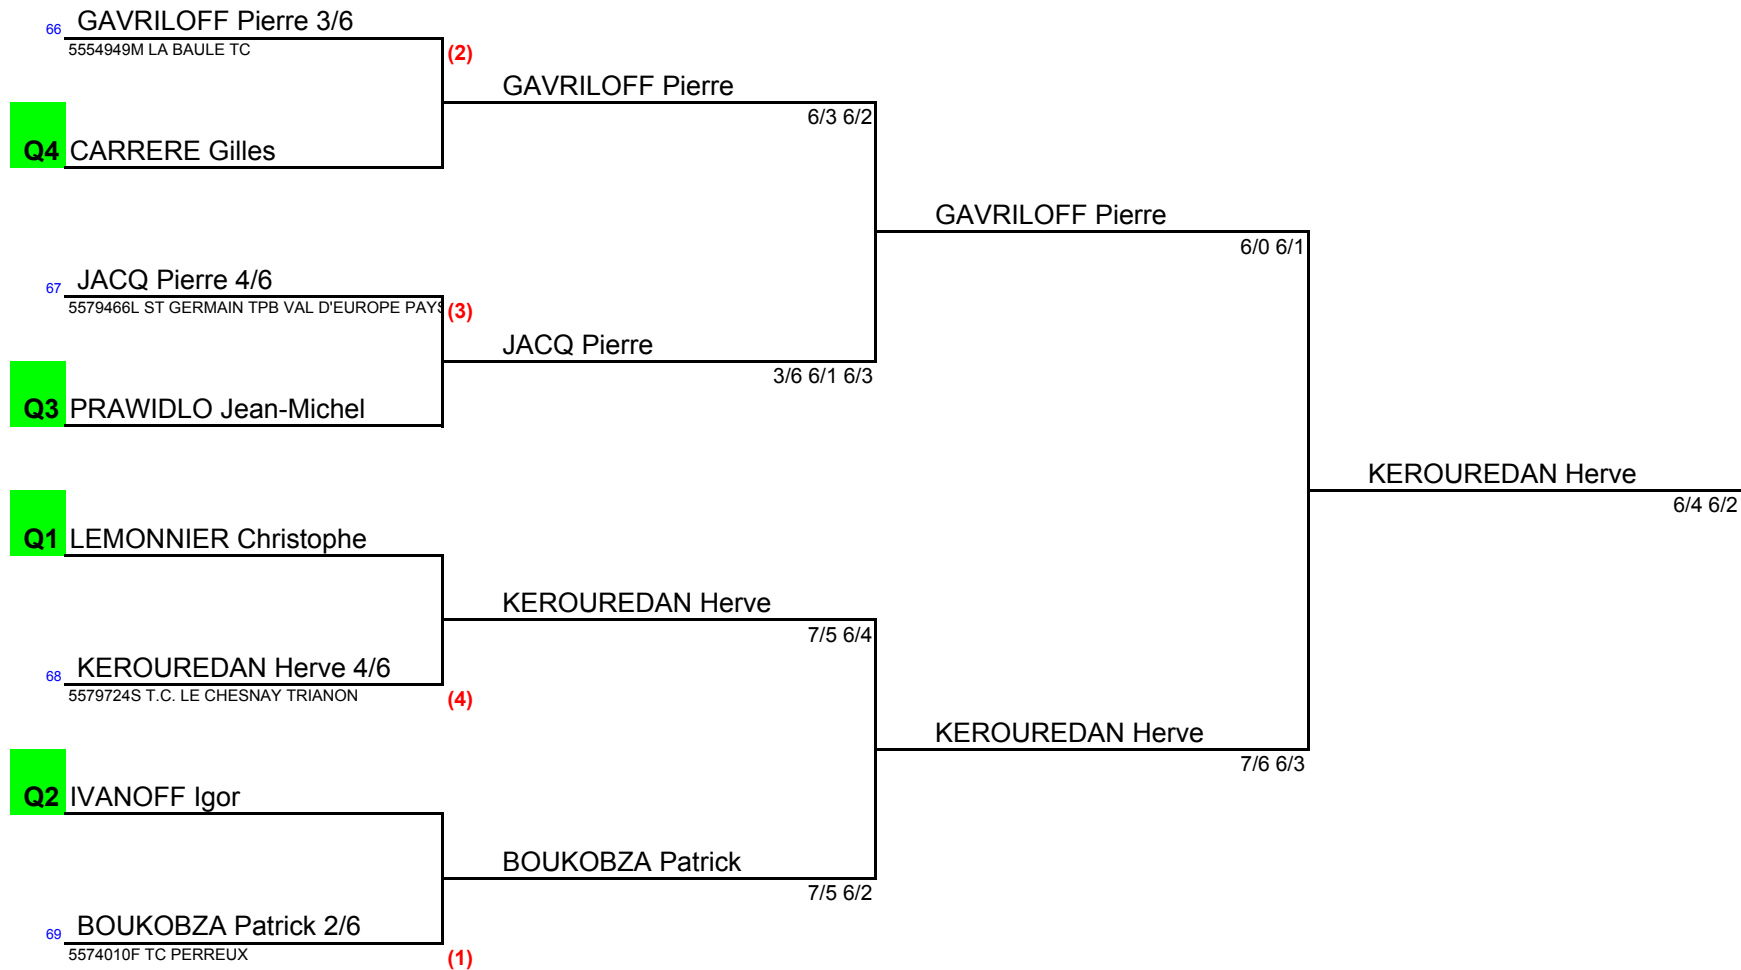 66 GAVRILOFF Pierre 3/6
5554949M LA BAULE TC
(2)
GAVRILOFF Pierre
6/3 6/2
Q4 CARRERE Gilles
GAVRILOFF Pierre
6/0 6/1
67 JACQ Pierre 4/6
5579466L ST GERMAIN TPB VAL D'EUROPE PAYS
(3)
JACQ Pierre
3/6 6/1 6/3
Q3 PRAWIDLO Jean-Michel
KEROUREDAN Herve
6/4 6/2
Q1 LEMONNIER Christophe
KEROUREDAN Herve
7/5 6/4
68 KEROUREDAN Herve 4/6
5579724S T.C. LE CHESNAY TRIANON
(4)
KEROUREDAN Herve
7/6 6/3
Q2 IVANOFF Igor
BOUKOBZA Patrick
7/5 6/2
69 BOUKOBZA Patrick 2/6
5574010F TC PERREUX
(1)